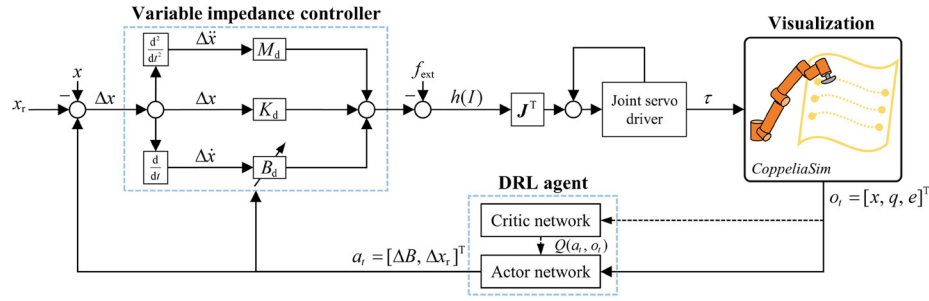 Variable impedance controller
Visualization
d²/dt²
Δẍ
M_d
x
−
x_r
Δx
Δx
K_d
f_ext
−
h(I)
J^T
Joint servo
driver
τ
d/dt
Δẋ
B_d
CoppeliaSim
DRL agent
o_t = [x, q, e]^T
Critic network
Q(a_t, o_t)
a_t = [ΔB, Δx_r]^T
Actor network